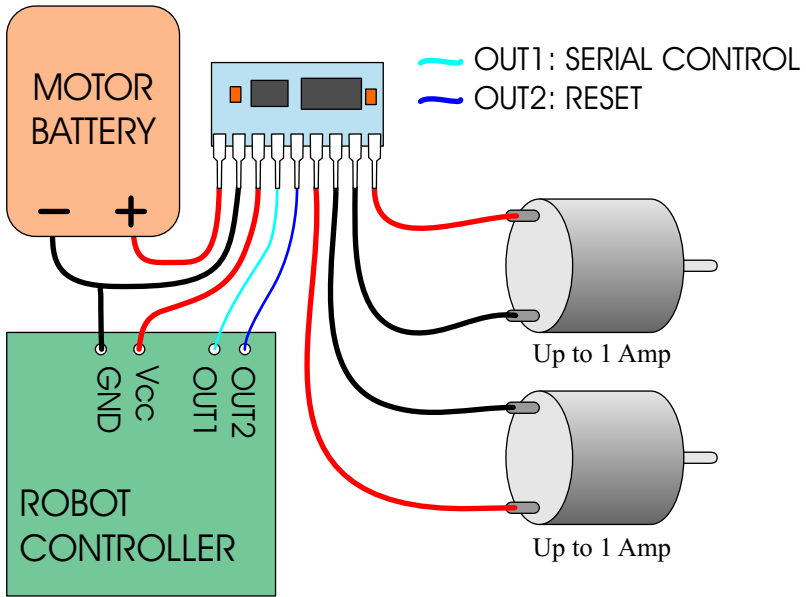 MOTOR
BATTERY
− +
OUT1: SERIAL CONTROL
OUT2: RESET
Up to 1 Amp
GND
Vcc
OUT1
OUT2
ROBOT
CONTROLLER
Up to 1 Amp